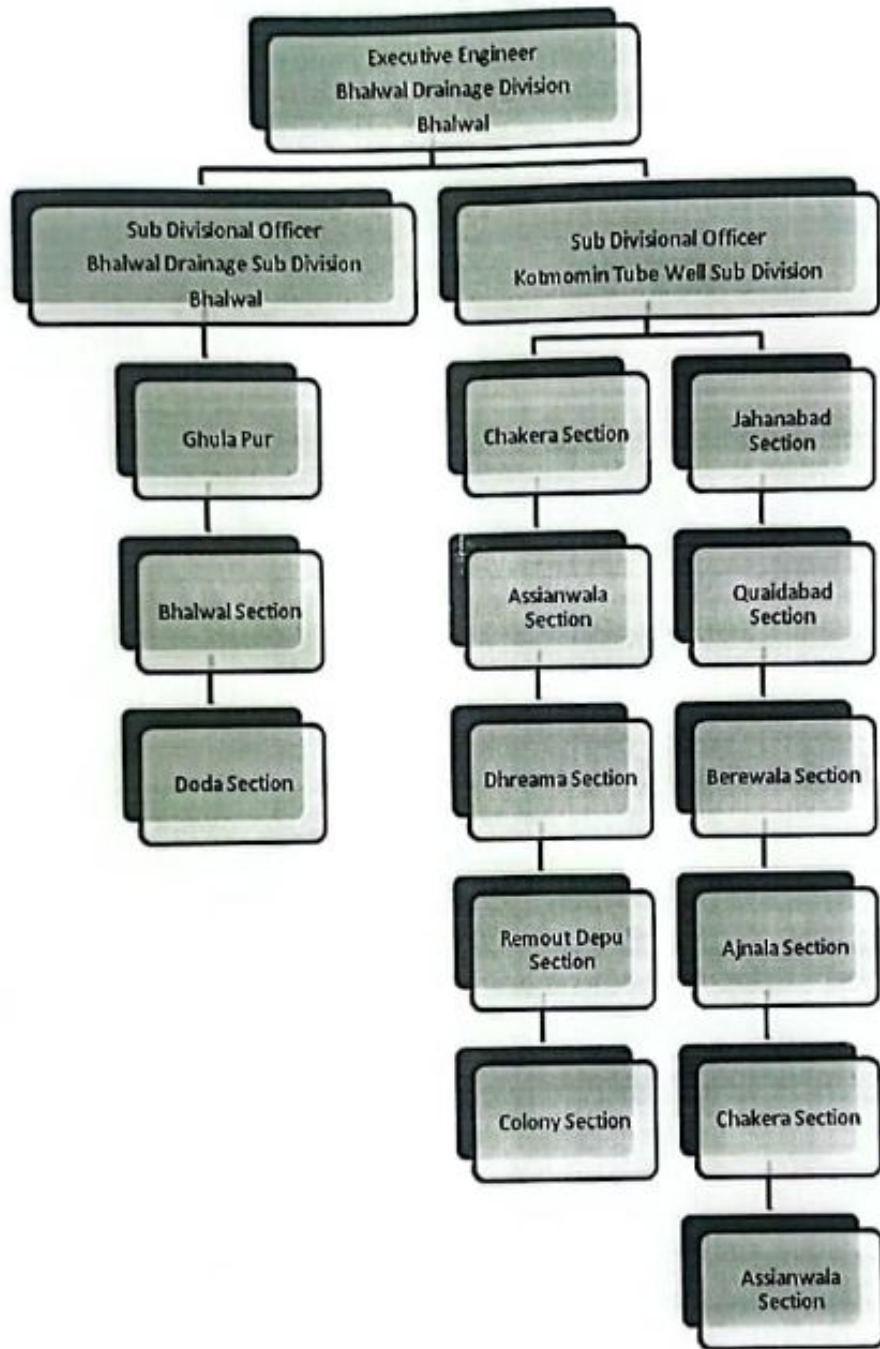 Executive Engineer
Bhalwal Drainage Division
Bhalwal
Sub Divisional Officer
Bhalwal Drainage Sub Division
Bhalwal
Sub Divisional Officer
Kotmomin Tube Well Sub Division
Ghula Pur
Bhalwal Section
Doda Section
Chakera Section
Assianwala
Section
Dhreama Section
Remout Depu
Section
Colony Section
Jahanabad
Section
Quaidabad
Section
Berewala Section
Ajnala Section
Chakera Section
Assianwala
Section